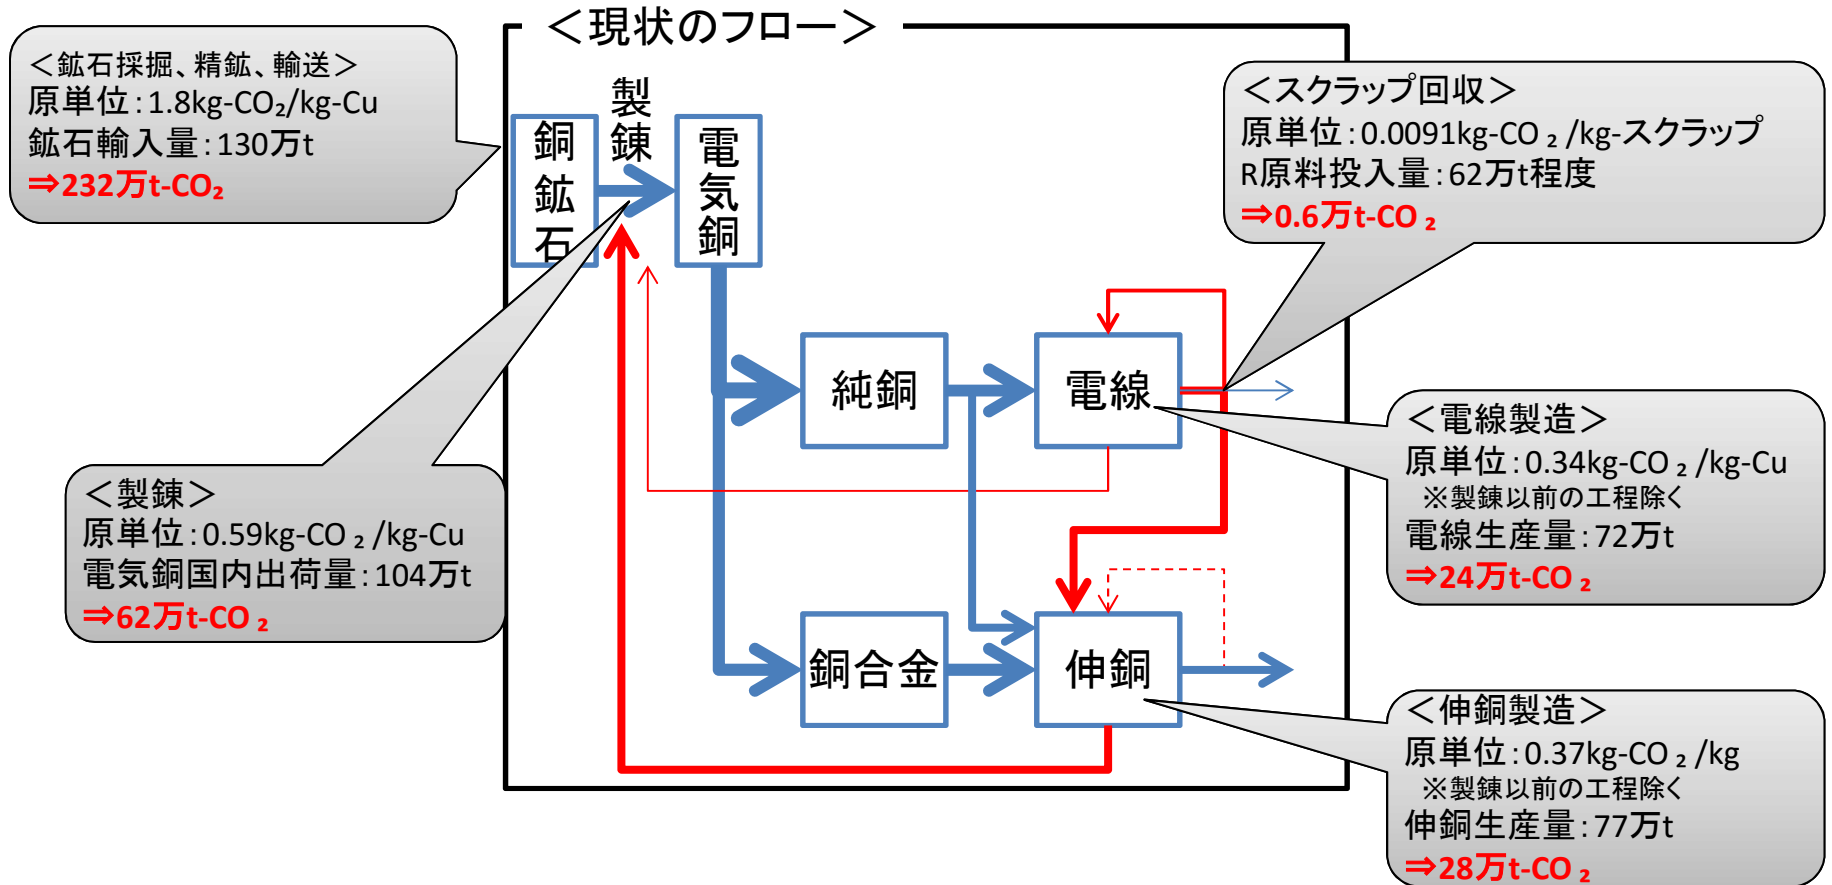 ＜現状のフロー＞
＜鉱石採掘、精鉱、輸送＞
原単位：1.8kg-CO₂/kg-Cu
鉱石輸入量：130万t
⇒232万t-CO₂
銅鉱石
製錬
電気銅
＜スクラップ回収＞
原単位：0.0091kg-CO₂/kg-スクラップ
R原料投入量：62万t程度
⇒0.6万t-CO₂
純銅
電線
＜電線製造＞
原単位：0.34kg-CO₂/kg-Cu
※製錬以前の工程除く
電線生産量：72万t
⇒24万t-CO₂
＜製錬＞
原単位：0.59kg-CO₂/kg-Cu
電気銅国内出荷量：104万t
⇒62万t-CO₂
銅合金
伸銅
＜伸銅製造＞
原単位：0.37kg-CO₂/kg
※製錬以前の工程除く
伸銅生産量：77万t
⇒28万t-CO₂